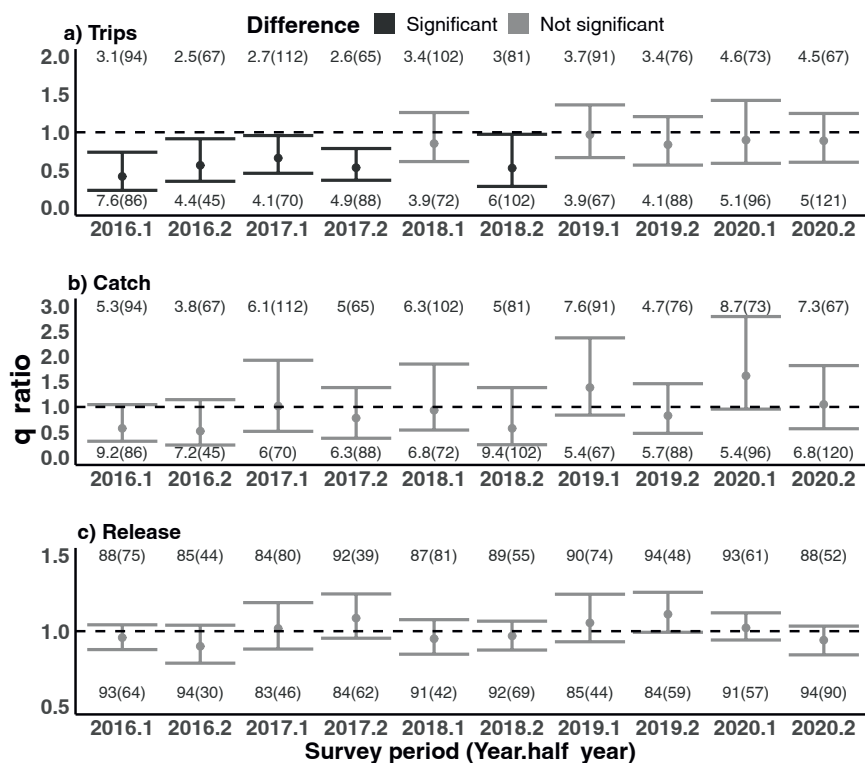 Difference Significant Not significant
a) Trips
2.0 3.1(94) 2.5(67) 2.7(112) 2.6(65) 3.4(102) 3(81) 3.7(91) 3.4(76) 4.6(73) 4.5(67)
1.5
1.0
0.5
0.0 7.6(86) 4.4(45) 4.1(70) 4.9(88) 3.9(72) 6(102) 3.9(67) 4.1(88) 5.1(96) 5(121)
2016.1 2016.2 2017.1 2017.2 2018.1 2018.2 2019.1 2019.2 2020.1 2020.2
b) Catch
3.0 5.3(94) 3.8(67) 6.1(112) 5(65) 6.3(102) 5(81) 7.6(91) 4.7(76) 8.7(73) 7.3(67)
2.5
2.0
1.5
1.0
0.5
0.0 9.2(86) 7.2(45) 6(70) 6.3(88) 6.8(72) 9.4(102) 5.4(67) 5.7(88) 5.4(96) 6.8(120)
2016.1 2016.2 2017.1 2017.2 2018.1 2018.2 2019.1 2019.2 2020.1 2020.2
q ratio
c) Release
1.5 88(75) 85(44) 84(80) 92(39) 87(81) 89(55) 90(74) 94(48) 93(61) 88(52)
1.0
0.5 93(64) 94(30) 83(46) 84(62) 91(42) 92(69) 85(44) 84(59) 91(57) 94(90)
2016.1 2016.2 2017.1 2017.2 2018.1 2018.2 2019.1 2019.2 2020.1 2020.2
Survey period (Year.half year)